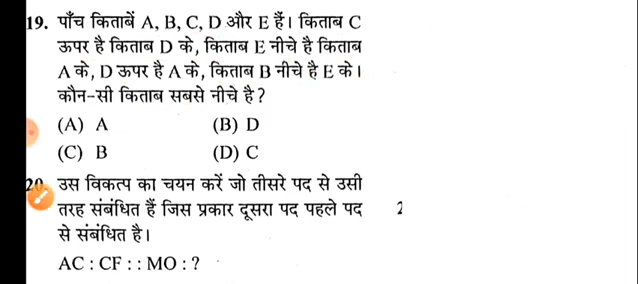 19. पाँच किताबें A, B, C, D और E हैं। किताब C
ऊपर है किताब D के, किताब E नीचे है किताब
A के, D ऊपर है A के, किताब B नीचे है E के।
कौन-सी किताब सबसे नीचे है?
(A) A (B) D
(C) B (D) C
20. उस विकल्प का चयन करें जो तीसरे पद से उसी
तरह संबंधित हैं जिस प्रकार दूसरा पद पहले पद
से संबंधित है।
AC : CF : : MO : ?